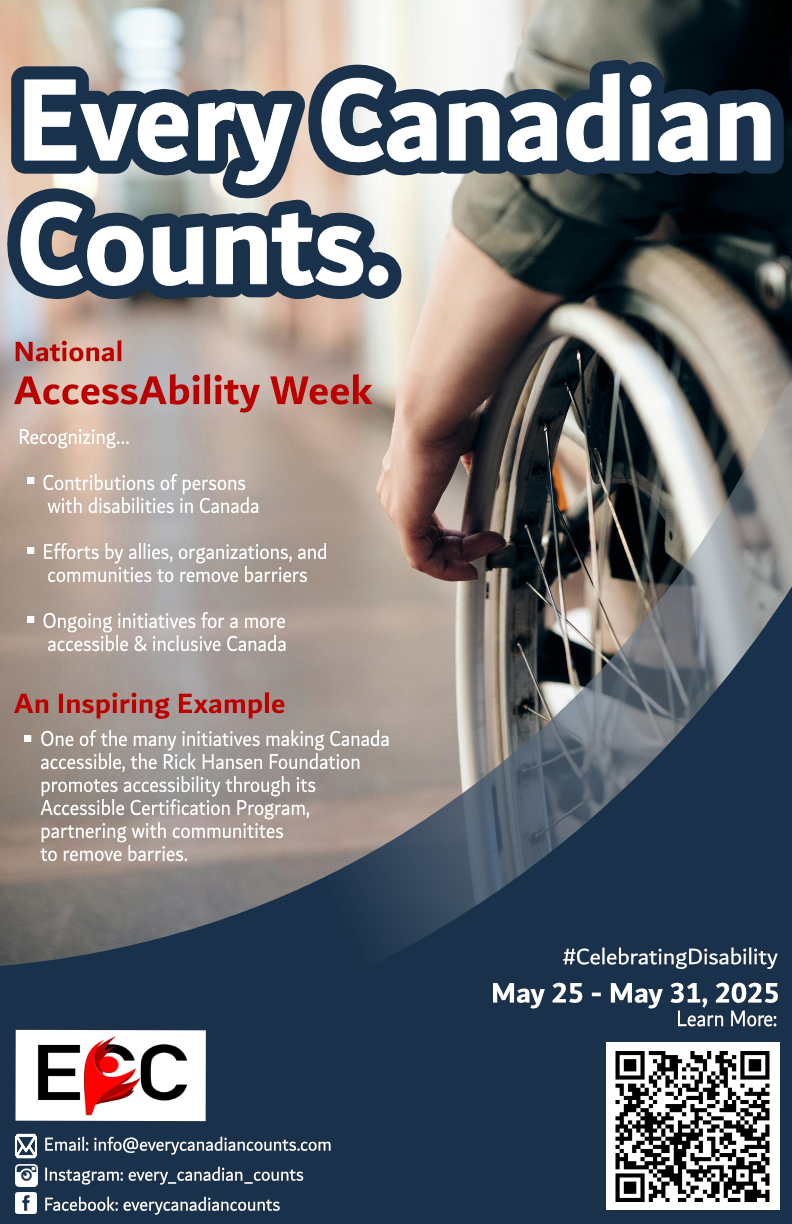 Every Canadian
Counts.
National
AccessAbility Week
Recognizing...
▪ Contributions of persons
with disabilities in Canada
▪ Efforts by allies, organizations, and
communities to remove barriers
▪ Ongoing initiatives for a more
accessible & inclusive Canada
An Inspiring Example
▪ One of the many initiatives making Canada
accessible, the Rick Hansen Foundation
promotes accessibility through its
Accessible Certification Program,
partnering with communitites
to remove barries.
#CelebratingDisability
May 25 - May 31, 2025
Learn More:
ECC
Email: info@everycanadiancounts.com
Instagram: every_canadian_counts
Facebook: everycanadiancounts